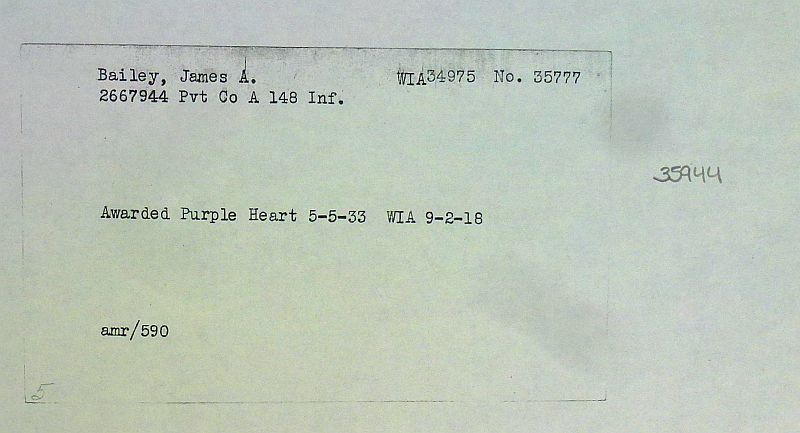 Bailey, James A. WIA34975 No. 35777
2667944 Pvt Co A 148 Inf.
35944
Awarded Purple Heart 5-5-33 WIA 9-2-18
amr/590
5